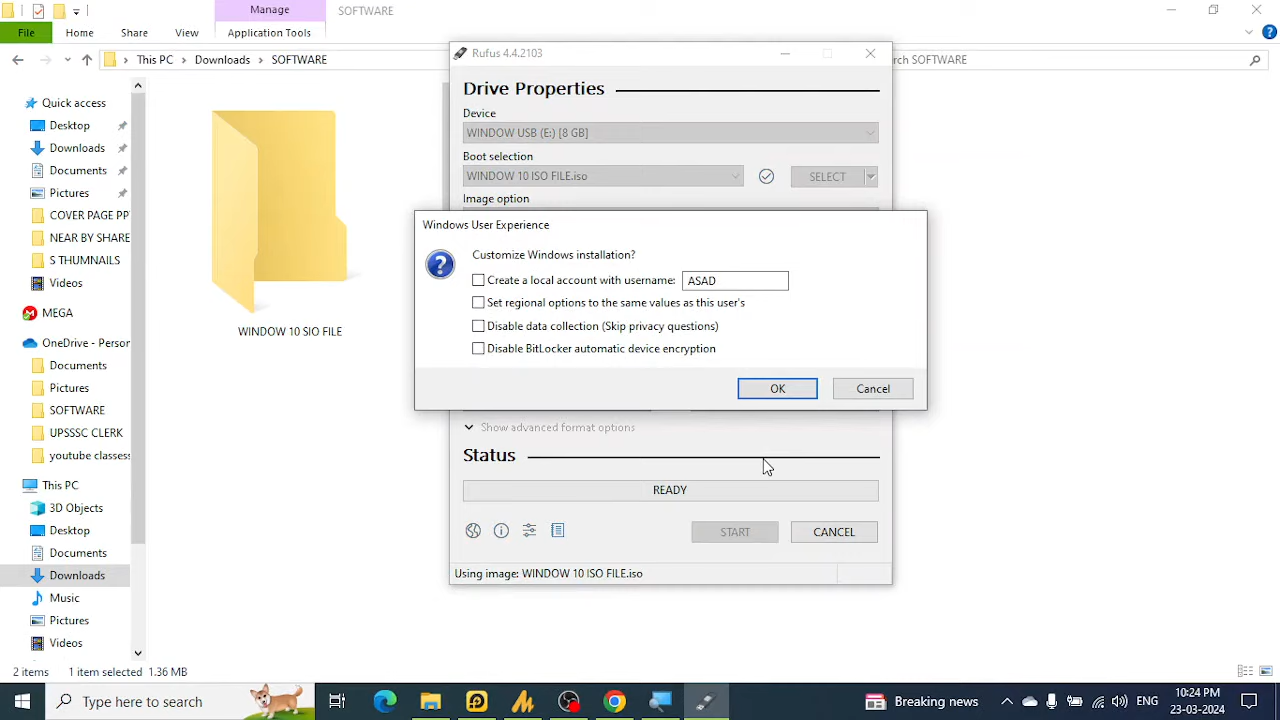 Manage
SOFTWARE
File
Home
Share
View
Application Tools
This PC
Downloads
SOFTWARE
rch SOFTWARE
Quick access
Desktop
Downloads
Documents
Pictures
COVER PAGE PP
NEAR BY SHARE
S THUMNAILS
Videos
MEGA
OneDrive - Person
Documents
Pictures
SOFTWARE
UPSSSC CLERK
youtube classess
This PC
3D Objects
Desktop
Documents
Downloads
Music
Pictures
Videos
WINDOW 10 SIO FILE
Rufus 4.4.2103
Drive Properties
Device
WINDOW USB (E:) [8 GB]
Boot selection
WINDOW 10 ISO FILE.iso
SELECT
Image option
Windows User Experience
Customize Windows installation?
Create a local account with username: ASAD
Set regional options to the same values as this user's
Disable data collection (Skip privacy questions)
Disable BitLocker automatic device encryption
OK
Cancel
Show advanced format options
Status
READY
START
CANCEL
Using image: WINDOW 10 ISO FILE.iso
2 items
1 item selected 1.36 MB
Type here to search
Breaking news
ENG
10:24 PM
23-03-2024